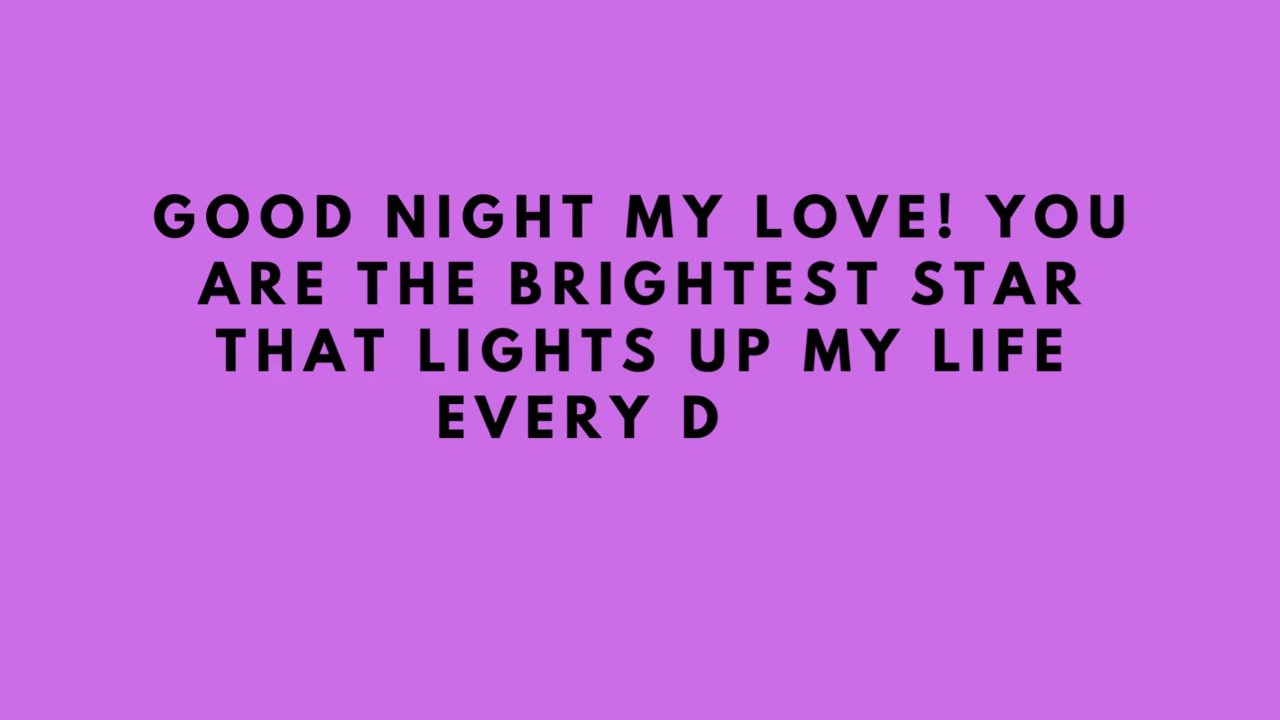 GOOD NIGHT MY LOVE! YOU
ARE THE BRIGHTEST STAR
THAT LIGHTS UP MY LIFE
EVERY D